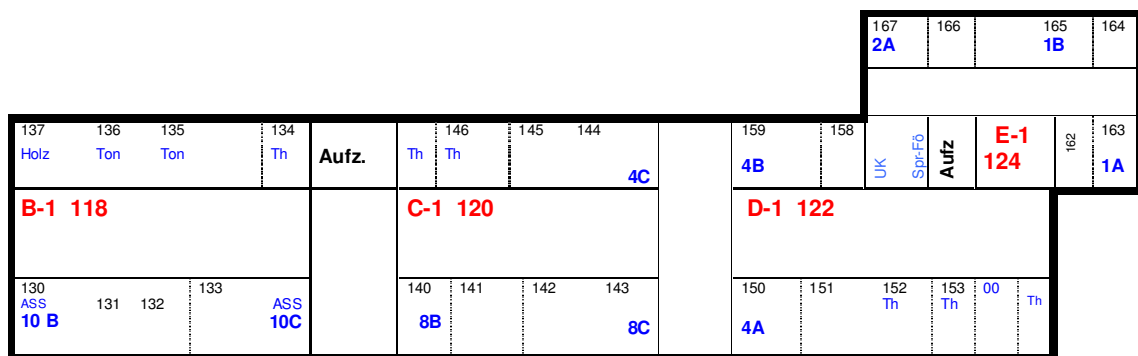 167 166 165 164
2A 1B
137 136 135 134 146 145 144 159 158 162 163
Holz Ton Ton Th Aufz. Th Th 4C 4B UK Spr-Fö Aufz E-1 1A
124
B-1 118 C-1 120 D-1 122
130 131 132 133 140 141 142 143 150 151 152 153 00
ASS ASS Th Th Th
10 B 10C 8B 8C 4A